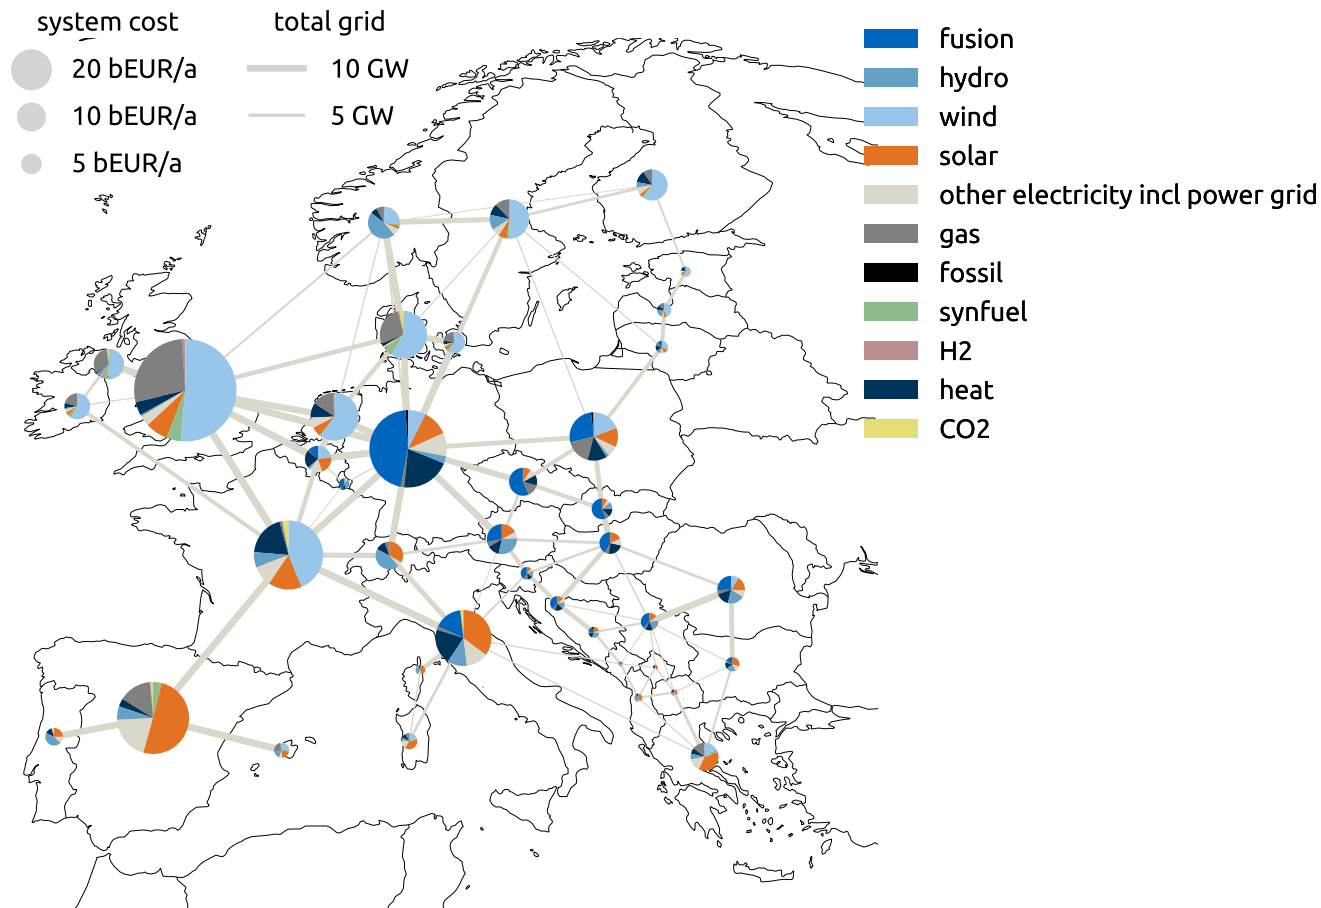 system cost
20 bEUR/a
10 bEUR/a
5 bEUR/a
total grid
10 GW
5 GW
fusion
hydro
wind
solar
other electricity incl power grid
gas
fossil
synfuel
H2
heat
CO2